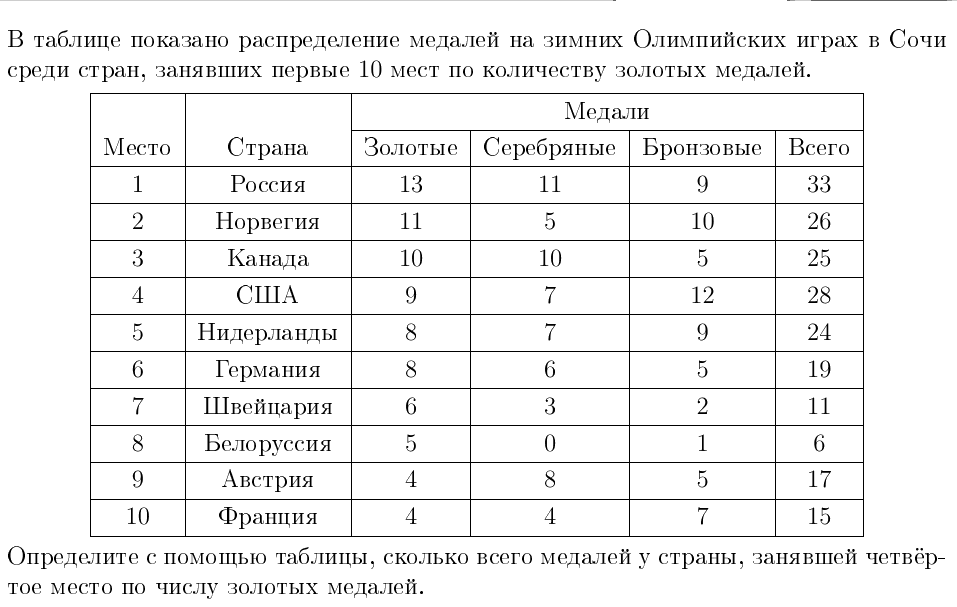 В таблице показано распределение медалей на зимних Олимпийских играх в Сочи
среди стран, занявших первые 10 мест по количеству золотых медалей.
Медали
Место Страна Золотые Серебряные Бронзовые Всего
1 Россия 13 11 9 33
2 Норвегия 11 5 10 26
3 Канада 10 10 5 25
4 США 9 7 12 28
5 Нидерланды 8 7 9 24
6 Германия 8 6 5 19
7 Швейцария 6 3 2 11
8 Белоруссия 5 0 1 6
9 Австрия 4 8 5 17
10 Франция 4 4 7 15
Определите с помощью таблицы, сколько всего медалей у страны, занявшей четвёр-
тое место по числу золотых медалей.